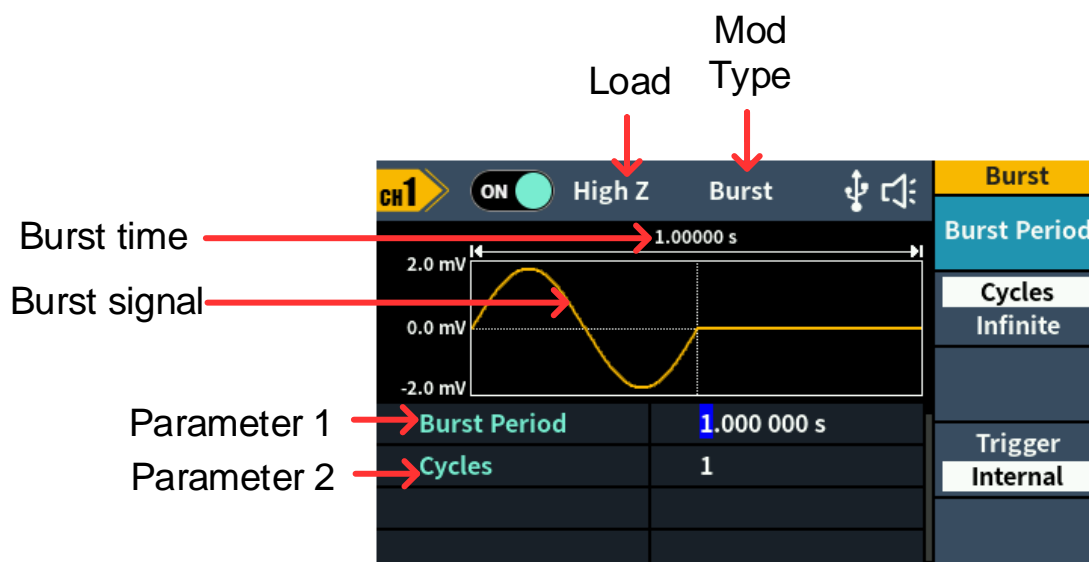 Mod
Type
Load
CH1
ON
High Z
Burst
Burst
Burst Period
Burst time
1.00000 s
2.0 mV
Burst signal
0.0 mV
-2.0 mV
Cycles
Infinite
Parameter 1
Burst Period
1.000 000 s
Parameter 2
Cycles
1
Trigger
Internal